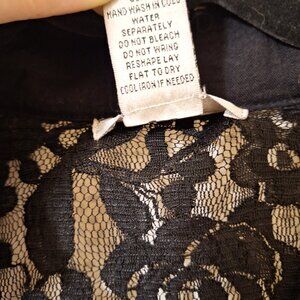 HAND WASH IN COLD
WATER
SEPARATELY
DO NOT BLEACH
DO NOT WRING
RESHAPE LAY
FLAT TO DRY
COOL IRON IF NEEDED